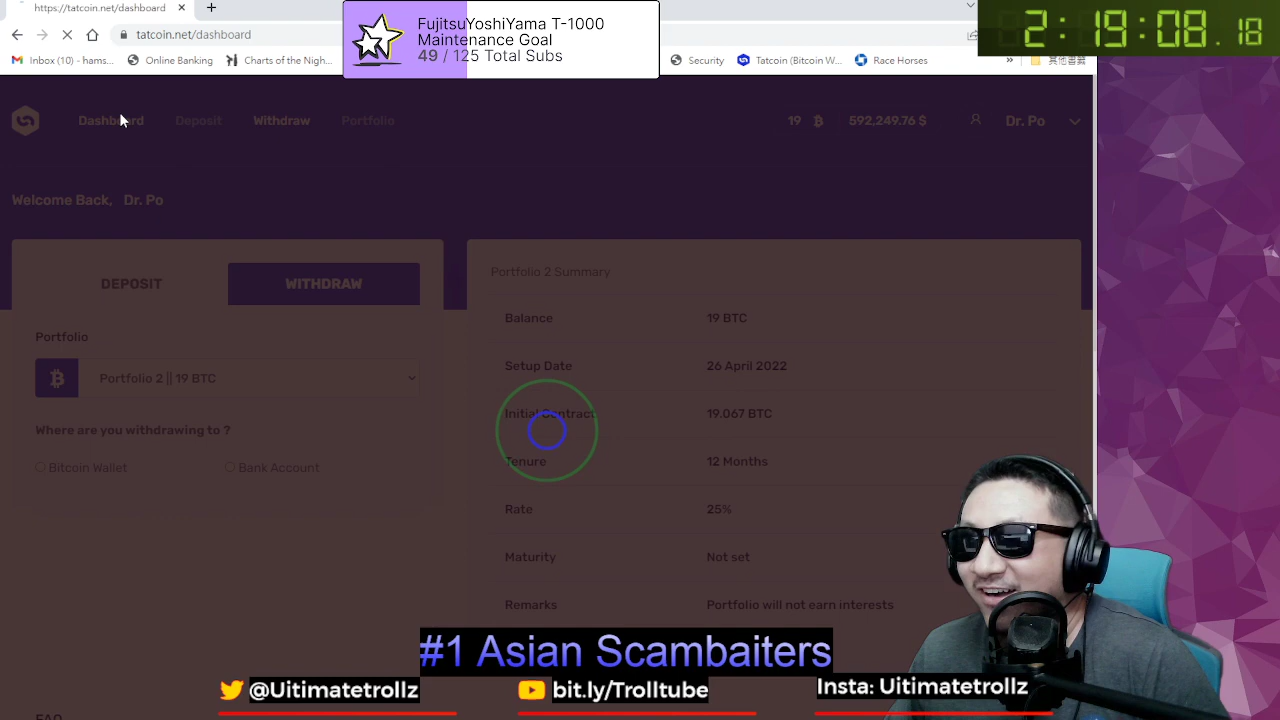 https://tatcoin.net/dashboard
tatcoin.net/dashboard
Inbox (10) - hams...
Online Banking
Charts of the Nigh...
Security
Tatcoin (Bitcoin W...
Race Horses
»
其他書籤
FujitsuYoshiYama T-1000
Maintenance Goal
49 / 125 Total Subs
2:19:08.18
Dashboard
Deposit
Withdraw
Portfolio
19
592,249.76 $
Dr. Po
Welcome Back, Dr. Po
DEPOSIT
WITHDRAW
Portfolio
Portfolio 2 || 19 BTC
Where are you withdrawing to ?
Bitcoin Wallet
Bank Account
Portfolio 2 Summary
Balance 19 BTC
Setup Date 26 April 2022
Initial Contract 19.067 BTC
Tenure 12 Months
Rate 25%
Maturity Not set
Remarks Portfolio will not earn interests
#1 Asian Scambaiters
@Uitimatetrollz
bit.ly/Trolltube
Insta: Uitimatetrollz
FAQ